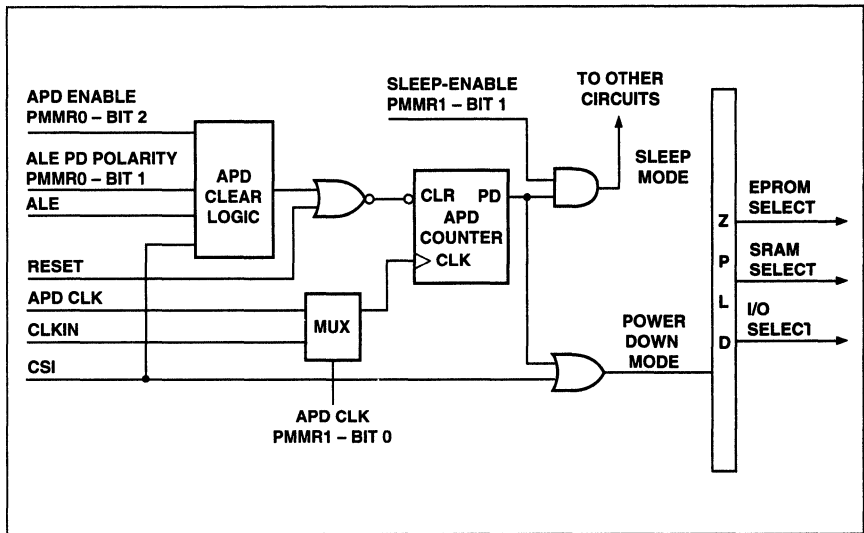 APD ENABLE
PMMR0 – BIT 2
ALE PD POLARITY
PMMR0 – BIT 1
ALE
RESET
APD CLK
CLKIN
CSI
APD
CLEAR
LOGIC
MUX
APD CLK
PMMR1 – BIT 0
SLEEP-ENABLE
PMMR1 – BIT 1
CLR PD
APD
COUNTER
CLK
TO OTHER
CIRCUITS
SLEEP
MODE
POWER
DOWN
MODE
Z
P
L
D
EPROM
SELECT
SRAM
SELECT
I/O
SELECT